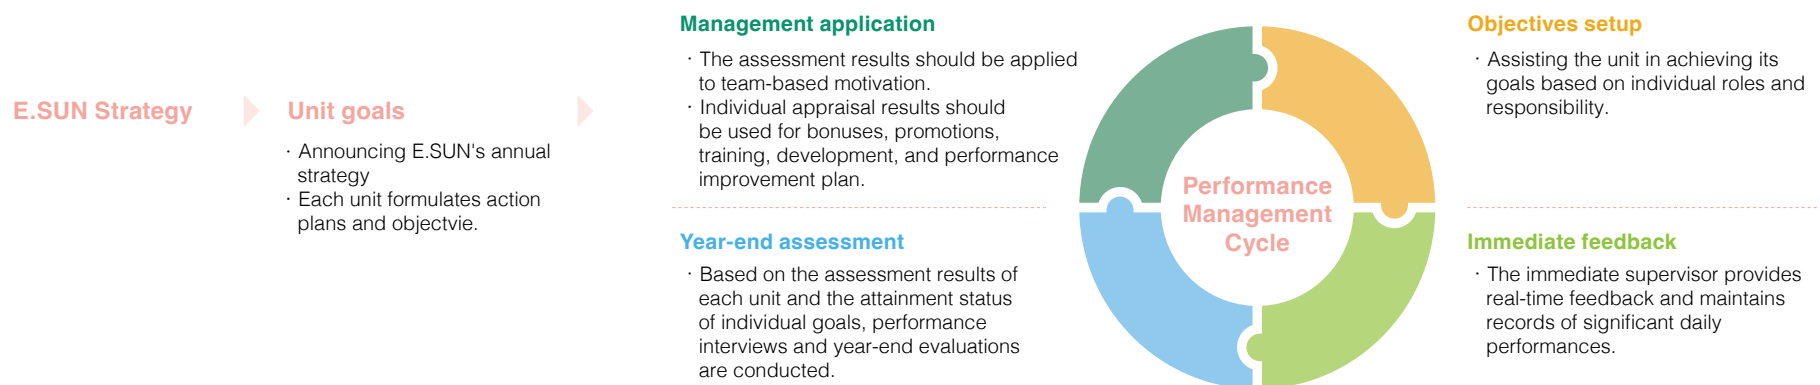 E.SUN Strategy
Unit goals
· Announcing E.SUN's annual
strategy
· Each unit formulates action
plans and objectvie.
Management application
· The assessment results should be applied
to team-based motivation.
· Individual appraisal results should
be used for bonuses, promotions,
training, development, and performance
improvement plan.
Year-end assessment
· Based on the assessment results of
each unit and the attainment status
of individual goals, performance
interviews and year-end evaluations
are conducted.
Performance
Management
Cycle
Objectives setup
· Assisting the unit in achieving its
goals based on individual roles and
responsibility.
Immediate feedback
· The immediate supervisor provides
real-time feedback and maintains
records of significant daily
performances.